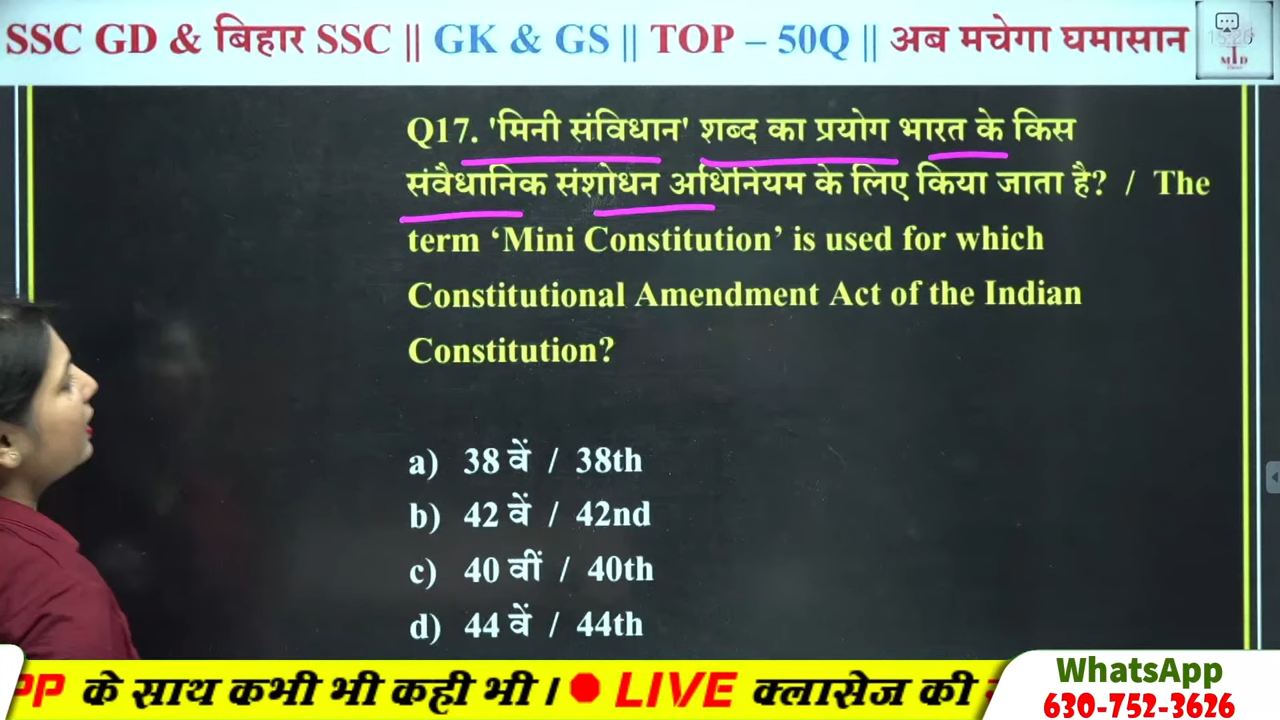 SSC GD & बिहार SSC || GK & GS || TOP – 50Q || अब मचेगा घमासान
Q17. 'मिनी संविधान' शब्द का प्रयोग भारत के किस
संवैधानिक संशोधन अधिनियम के लिए किया जाता है? / The
term ‘Mini Constitution’ is used for which
Constitutional Amendment Act of the Indian
Constitution?
a) 38 वें / 38th
b) 42 वें / 42nd
c) 40 वीं / 40th
d) 44 वें / 44th
के साथ कभी भी कही भी । LIVE क्लासेज की
WhatsApp
630-752-3626